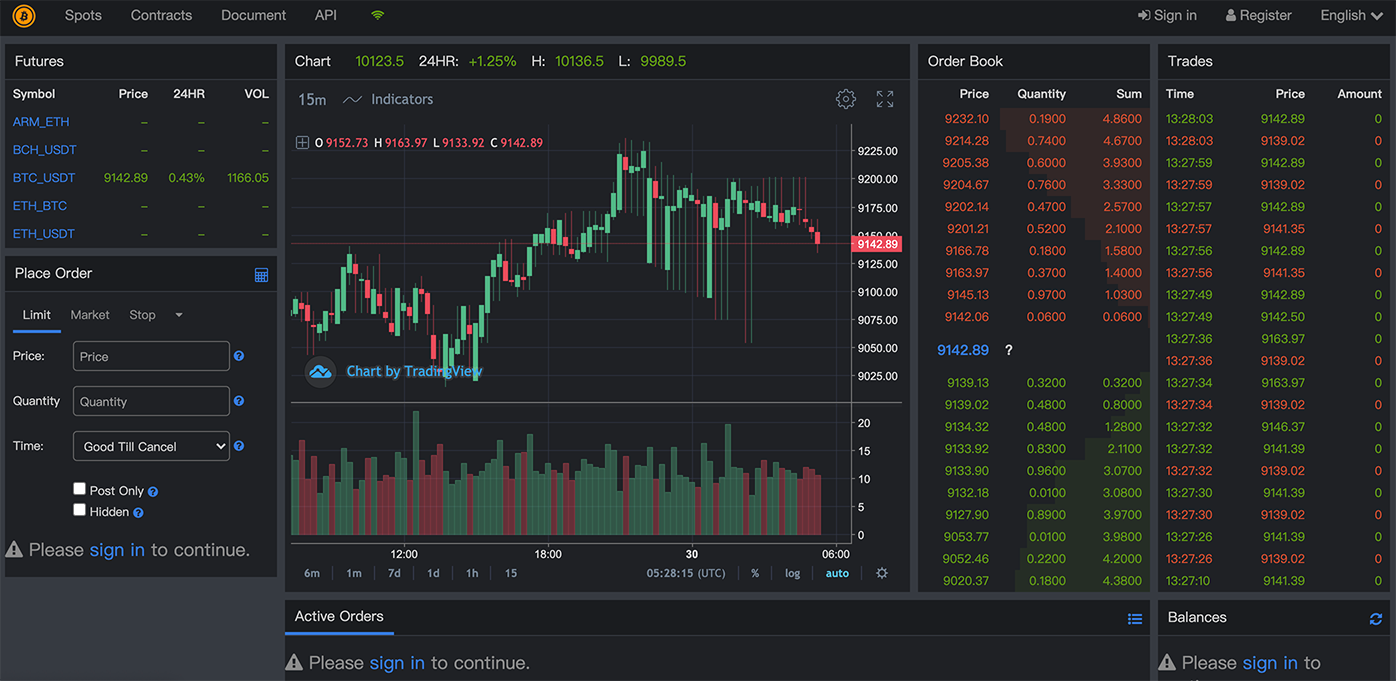 Spots Contracts Document API Sign in Register English
Futures
Symbol Price 24HR VOL
ARM_ETH – – –
BCH_USDT – – –
BTC_USDT 9142.89 0.43% 1166.05
ETH_BTC – – –
ETH_USDT – – –
Place Order
Limit Market Stop
Price: Price
Quantity Quantity
Time: Good Till Cancel
Post Only
Hidden
Please sign in to continue.
Chart 10123.5 24HR: +1.25% H: 10136.5 L: 9989.5
15m Indicators
O 9152.73 H 9163.97 L 9133.92 C 9142.89
9225.00
9200.00
9175.00
9150.00
9142.89
9125.00
9100.00
9075.00
9050.00
9025.00
Chart by TradingView
20
15
10
5
0
12:00 18:00 30 06:00
6m 1m 7d 1d 1h 15 05:28:15 (UTC) % log auto
Order Book
Price Quantity Sum
9232.10 0.1900 4.8600
9214.28 0.7400 4.6700
9205.38 0.6000 3.9300
9204.67 0.7600 3.3300
9202.14 0.4700 2.5700
9201.21 0.5200 2.1000
9166.78 0.1800 1.5800
9163.97 0.3700 1.4000
9145.13 0.9700 1.0300
9142.06 0.0600 0.0600
9142.89 ?
9139.13 0.3200 0.3200
9139.02 0.4800 0.8000
9134.32 0.4800 1.2800
9133.92 0.8300 2.1100
9133.90 0.9600 3.0700
9132.18 0.0100 3.0800
9127.90 0.8900 3.9700
9053.77 0.0100 3.9800
9052.46 0.2200 4.2000
9020.37 0.1800 4.3800
Trades
Time Price Amount
13:28:03 9142.89 0
13:28:03 9139.02 0
13:27:59 9142.89 0
13:27:59 9139.02 0
13:27:57 9142.89 0
13:27:57 9141.35 0
13:27:56 9142.89 0
13:27:56 9141.35 0
13:27:49 9142.89 0
13:27:49 9142.50 0
13:27:36 9163.97 0
13:27:36 9139.02 0
13:27:34 9163.97 0
13:27:34 9139.02 0
13:27:32 9146.37 0
13:27:32 9141.39 0
13:27:32 9139.02 0
13:27:30 9141.39 0
13:27:30 9139.02 0
13:27:26 9141.39 0
13:27:26 9139.02 0
13:27:10 9141.39 0
Active Orders
Please sign in to continue.
Balances
Please sign in to